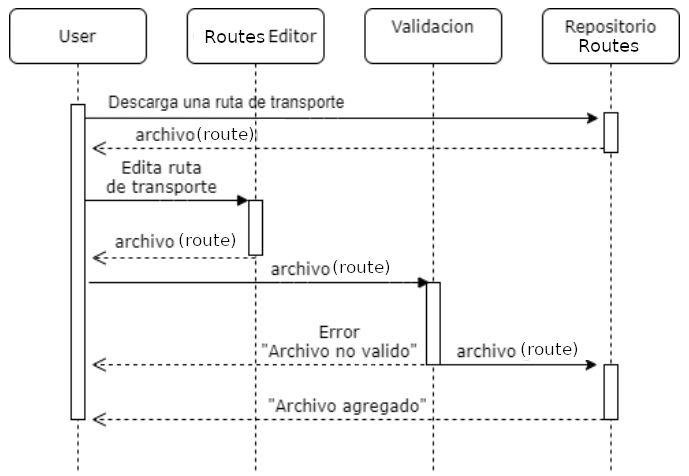 User
Routes Editor
Validacion
Repositorio
Routes
Descarga una ruta de transporte
archivo (route)
Edita ruta
de transporte
archivo (route)
archivo (route)
Error
"Archivo no valido"
archivo (route)
"Archivo agregado"